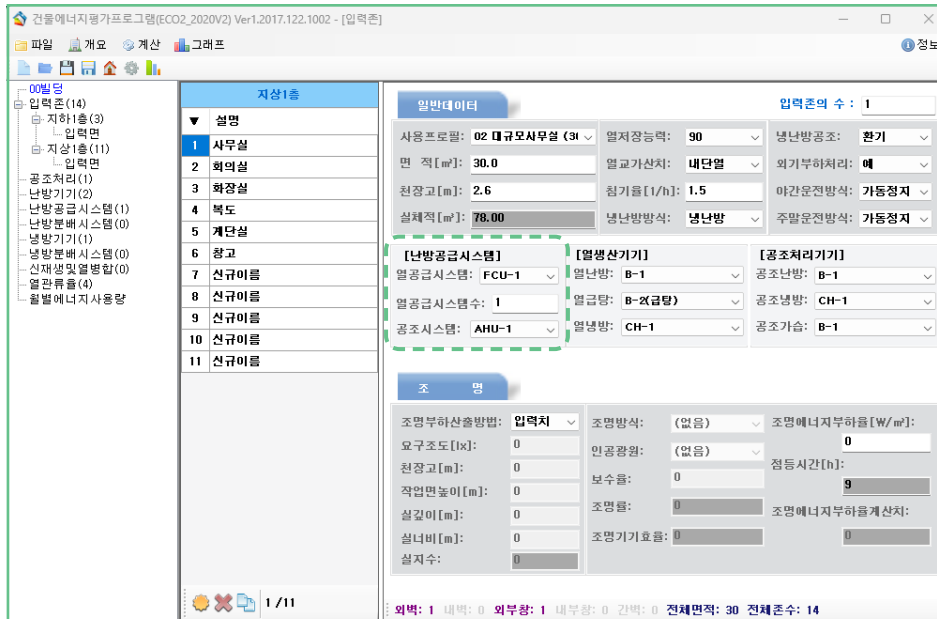 건물에너지평가프로그램(ECO2_2020V2) Ver1.2017.122.1002 - [입력존]
파일 개요 계산 그래프 정보
00빌딩
입력존(14)
지하1층(3)
입력면
지상1층(11)
입력면
공조처리(1)
난방기기(2)
난방공급시스템(1)
난방분배시스템(0)
냉방기기(1)
냉방분배시스템(0)
신재생및열병합(0)
열관류율(4)
월별에너지사용량
지상1층
▼ 설명
1 사무실
2 회의실
3 화장실
4 복도
5 계단실
6 창고
7 신규이름
8 신규이름
9 신규이름
10 신규이름
11 신규이름
1 /11
일반데이터 입력존의 수: 1
사용프로필: 02 대규모사무실 (3( 열저장능력: 90 냉난방공조: 환기
면 적[㎡]: 30.0 열교가산치: 내단열 외기부하처리: 예
천장고[m]: 2.6 침기율[1/h]: 1.5 야간운전방식: 가동정지
실체적[㎥]: 78.00 냉난방방식: 냉난방 주말운전방식: 가동정지
[난방공급시스템] [열생산기기] [공조처리기기]
열공급시스템: FCU-1 열난방: B-1 공조난방: B-1
열공급시스템수: 1 열급탕: B-2(급탕) 공조냉방: CH-1
공조시스템: AHU-1 열냉방: CH-1 공조가습: B-1
조 명
조명부하산출방법: 입력치 조명방식: (없음) 조명에너지부하율[W/㎡]:
요구조도[lx]: 0 인공광원: (없음) 0
천장고[m]: 0 보수율: 0 점등시간[h]:
작업면높이[m]: 0 조명률: 0 9
실깊이[m]: 0 조명에너지부하율계산치:
실너비[m]: 0 조명기기효율: 0 0
실지수: 0
외벽: 1 내벽: 0 외부창: 1 내부창: 0 간벽: 0 전체면적: 30 전체존수: 14